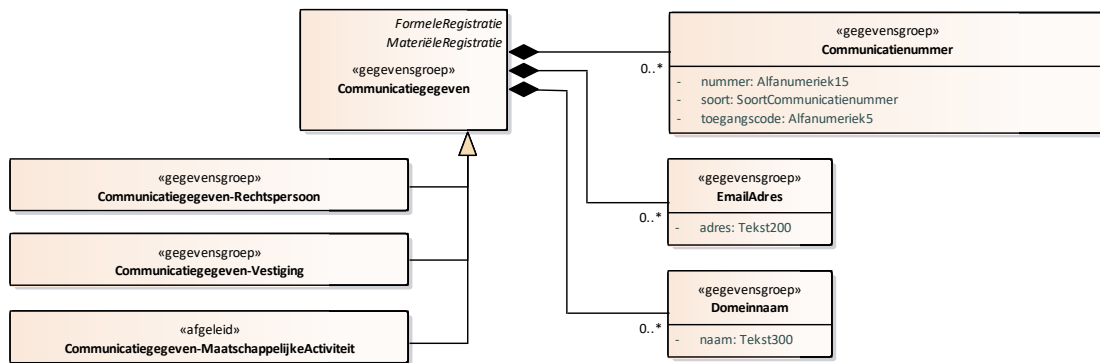 FormeleRegistratie
MateriëleRegistratie
«gegevensgroep»
Communicatiegegeven
«gegevensgroep»
Communicatienummer
- nummer: Alfanumeriek15
- soort: SoortCommunicatienummer
- toegangscode: Alfanumeriek5
0..*
«gegevensgroep»
EmailAdres
- adres: Tekst200
0..*
«gegevensgroep»
Domeinnaam
- naam: Tekst300
0..*
«gegevensgroep»
Communicatiegegeven-Rechtspersoon
«gegevensgroep»
Communicatiegegeven-Vestiging
«afgeleid»
Communicatiegegeven-MaatschappelijkeActiviteit